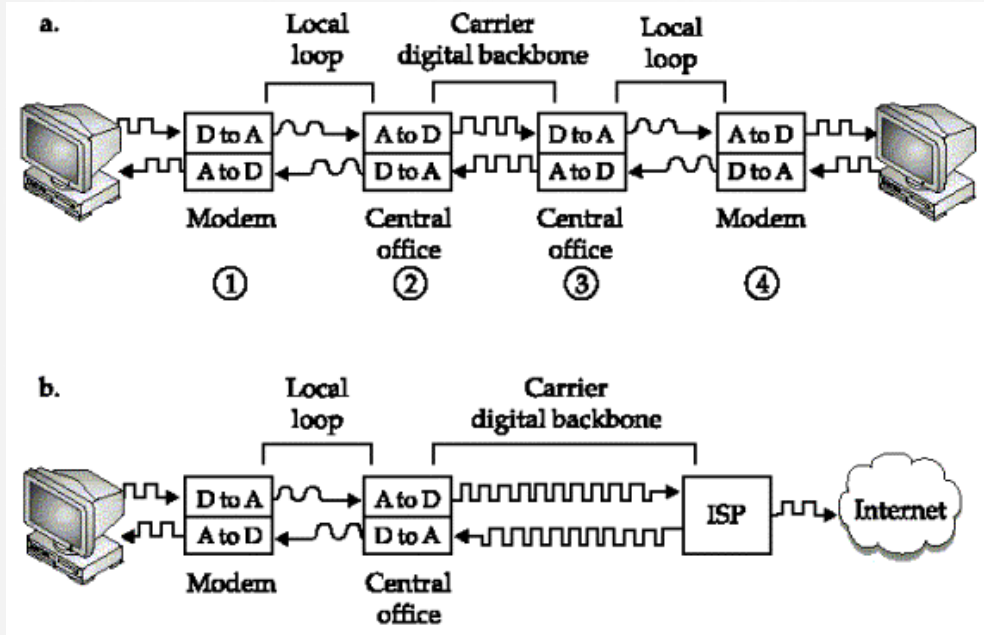 a.
Local
loop
Carrier
digital backbone
Local
loop
D to A
A to D
A to D
D to A
D to A
A to D
A to D
D to A
Modem
Central
office
Central
office
Modem
①
②
③
④
b.
Local
loop
Carrier
digital backbone
D to A
A to D
A to D
D to A
ISP
Internet
Modem
Central
office